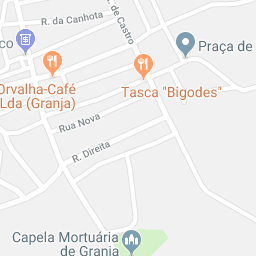 R. da Canhota
. de Castro
co
Praça de
Orvalha-Café
Lda (Granja)
Tasca "Bigodes"
Rua Nova
R. Direita
Capela Mortuária
de Granja